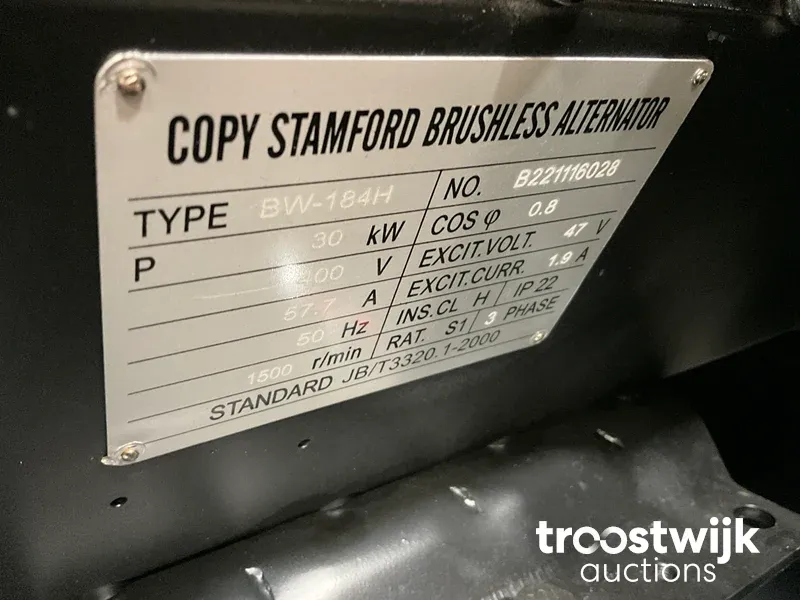 COPY STAMFORD BRUSHLESS ALTERNATOR
TYPE BW-184H NO. B221116028
P 30 kW COS φ 0.8
400 V EXCIT.VOLT. 47 V
57.7 A EXCIT.CURR. 1.9 A
50 Hz INS.CL H IP 22
1500 r/min RAT. S1 3 PHASE
STANDARD JB/T3320.1-2000
troostwijk
auctions